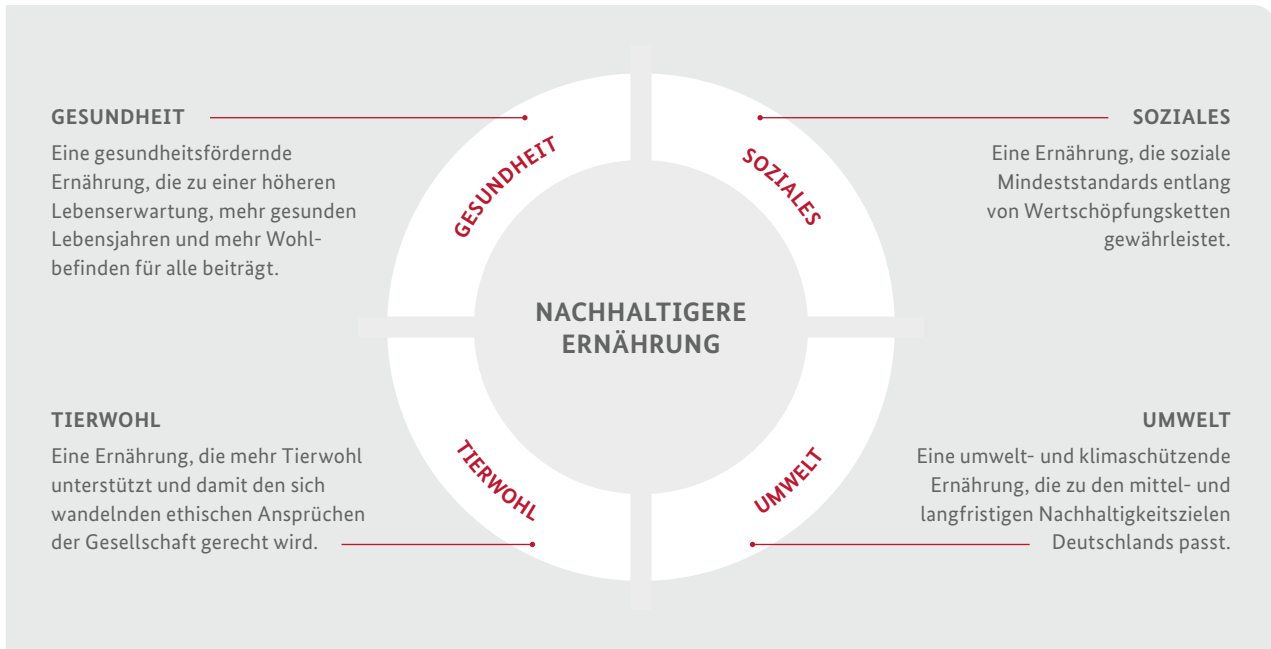 GESUNDHEIT
Eine gesundheitsfördernde
Ernährung, die zu einer höheren
Lebenserwartung, mehr gesunden
Lebensjahren und mehr Wohl-
befinden für alle beiträgt.
SOZIALES
Eine Ernährung, die soziale
Mindeststandards entlang
von Wertschöpfungsketten
gewährleistet.
GESUNDHEIT
SOZIALES
NACHHALTIGERE
ERNÄHRUNG
TIERWOHL
UMWELT
TIERWOHL
Eine Ernährung, die mehr Tierwohl
unterstützt und damit den sich
wandelnden ethischen Ansprüchen
der Gesellschaft gerecht wird.
UMWELT
Eine umwelt- und klimaschützende
Ernährung, die zu den mittel- und
langfristigen Nachhaltigkeitszielen
Deutschlands passt.